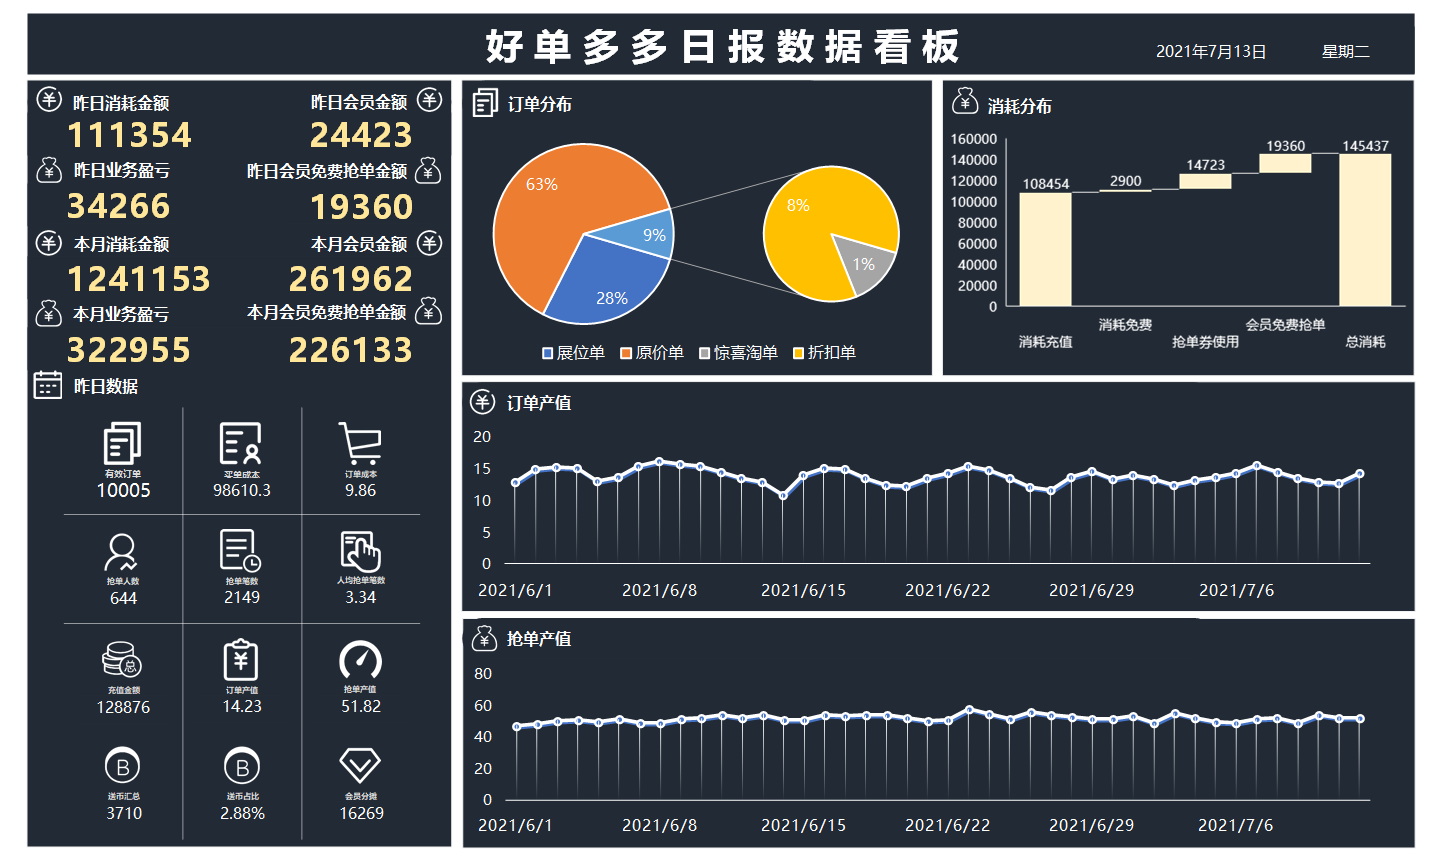 好单多多日报数据看板
2021年7月13日 星期二
昨日消耗金额 昨日会员金额
111354 24423
昨日业务盈亏 昨日会员免费抢单金额
34266 19360
本月消耗金额 本月会员金额
1241153 261962
本月业务盈亏 本月会员免费抢单金额
322955 226133
昨日数据
有效订单 买单成本 订单成本
10005 98610.3 9.86
抢单人数 抢单笔数 人均抢单笔数
644 2149 3.34
总
充值金额 订单产值 抢单产值
128876 14.23 51.82
B B
送币汇总 送币占比 会员分摊
3710 2.88% 16269
订单分布
63%
9%
28%
8%
1%
展位单 原价单 惊喜淘单 折扣单
消耗分布
160000
140000
120000
100000
80000
60000
40000
20000
0
108454 2900 14723 19360 145437
消耗充值 消耗免费 抢单券使用 会员免费抢单 总消耗
订单产值
20
15
10
5
0
2021/6/1 2021/6/8 2021/6/15 2021/6/22 2021/6/29 2021/7/6
抢单产值
80
60
40
20
0
2021/6/1 2021/6/8 2021/6/15 2021/6/22 2021/6/29 2021/7/6